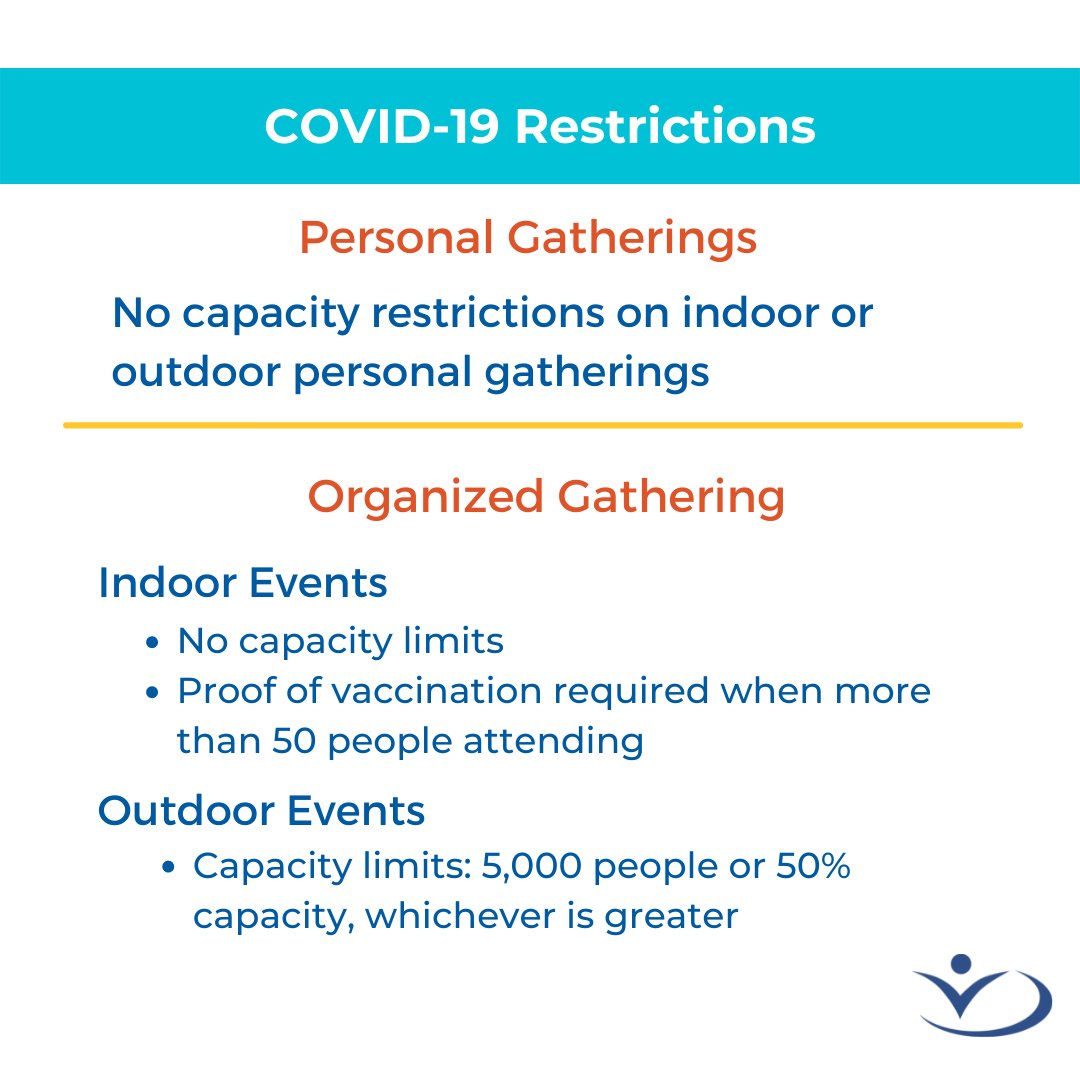 COVID-19 Restrictions
Personal Gatherings
No capacity restrictions on indoor or
outdoor personal gatherings
Organized Gathering
Indoor Events
• No capacity limits
• Proof of vaccination required when more
than 50 people attending
Outdoor Events
• Capacity limits: 5,000 people or 50%
capacity, whichever is greater